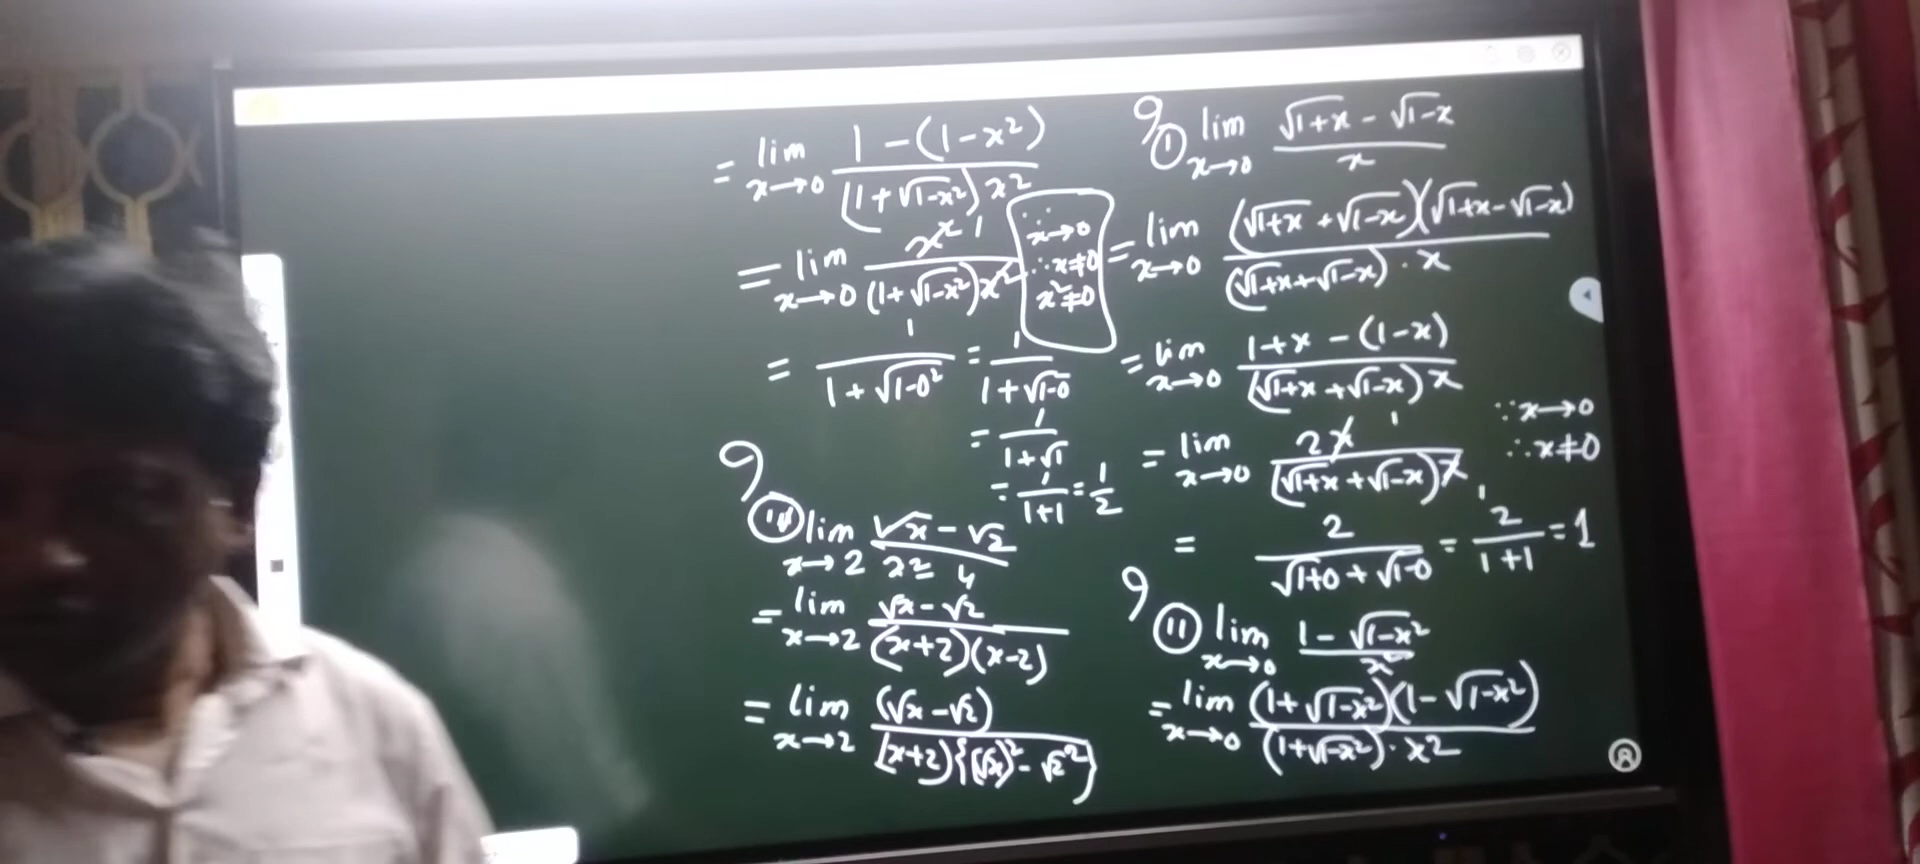 9 ① lim x→0 (√1+x − √1-x) / x
= lim x→0 (√1+x + √1-x)(√1+x − √1-x) / (√1+x + √1-x) · x
= lim x→0 1+x − (1-x) / (√1+x + √1-x) x
= lim x→0 2x 1 / (√1+x + √1-x) x
∵ x→0
∴ x≠0
= 2 / √1+0 + √1-0 = 2 / 1+1 = 1
9 ⑪ lim x→0 1 − √1-x² / x²
= lim x→0 (1+√1-x²)(1−√1-x²) / (1+√1-x²) · x²
= lim x→0 1 − (1-x²) / (1+√1-x²) x²
= lim x→0 x² 1 / (1+√1-x²) x²
∵ x→0
∴ x≠0
x²≠0
= 1 / 1+√1-0² = 1 / 1+√1-0
= 1 / 1+√1
= 1 / 1+1 = 1/2
9 lim x→2 √x − √2 / x² − 4
= lim x→2 √x − √2 / (x+2)(x-2)
= lim x→2 (√x − √2) / (x+2){(√x)² − √2²}